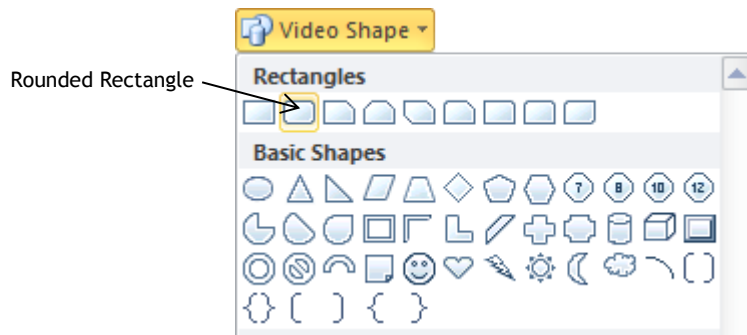 Video Shape
Rounded Rectangle
Rectangles
Basic Shapes
7 8 10 12